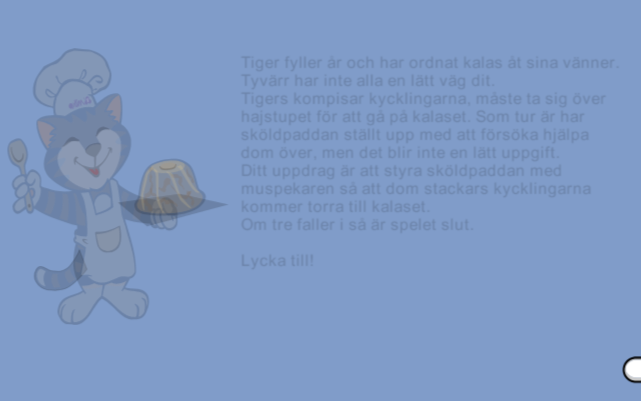 Tiger fyller år och har ordnat kalas åt sina vänner.
Tyvärr har inte alla en lätt väg dit.
Tigers kompisar kycklingarna, måste ta sig över
hajstupet för att gå på kalaset. Som tur är har
sköldpaddan ställt upp med att försöka hjälpa
dom över, men det blir inte en lätt uppgift.
Ditt uppdrag är att styra sköldpaddan med
muspekaren så att dom stackars kycklingarna
kommer torra till kalaset.
Om tre faller i så är spelet slut.
Lycka till!